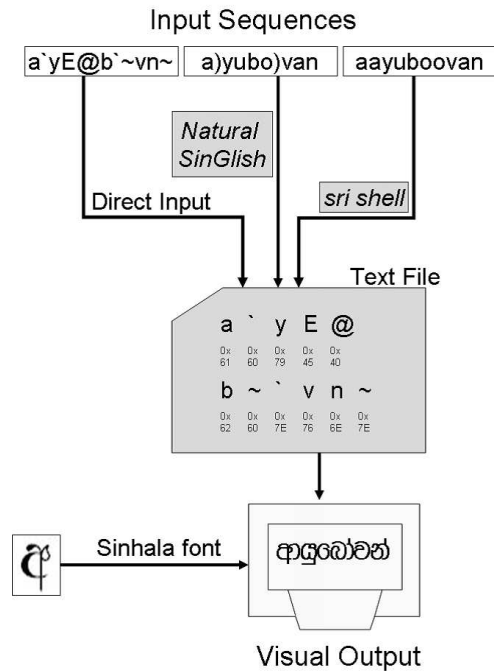 Input Sequences
a`yE@b`~vn~
a)yubo)van
aayuboovan
Natural
SinGlish
sri shell
Direct Input
Text File
a ` y E @
0x 0x 0x 0x 0x
61 60 79 45 40
b ~ ` v n ~
0x 0x 0x 0x 0x 0x
62 60 7E 76 6E 7E
Sinhala font
අ
ආයුබෝවන්
Visual Output